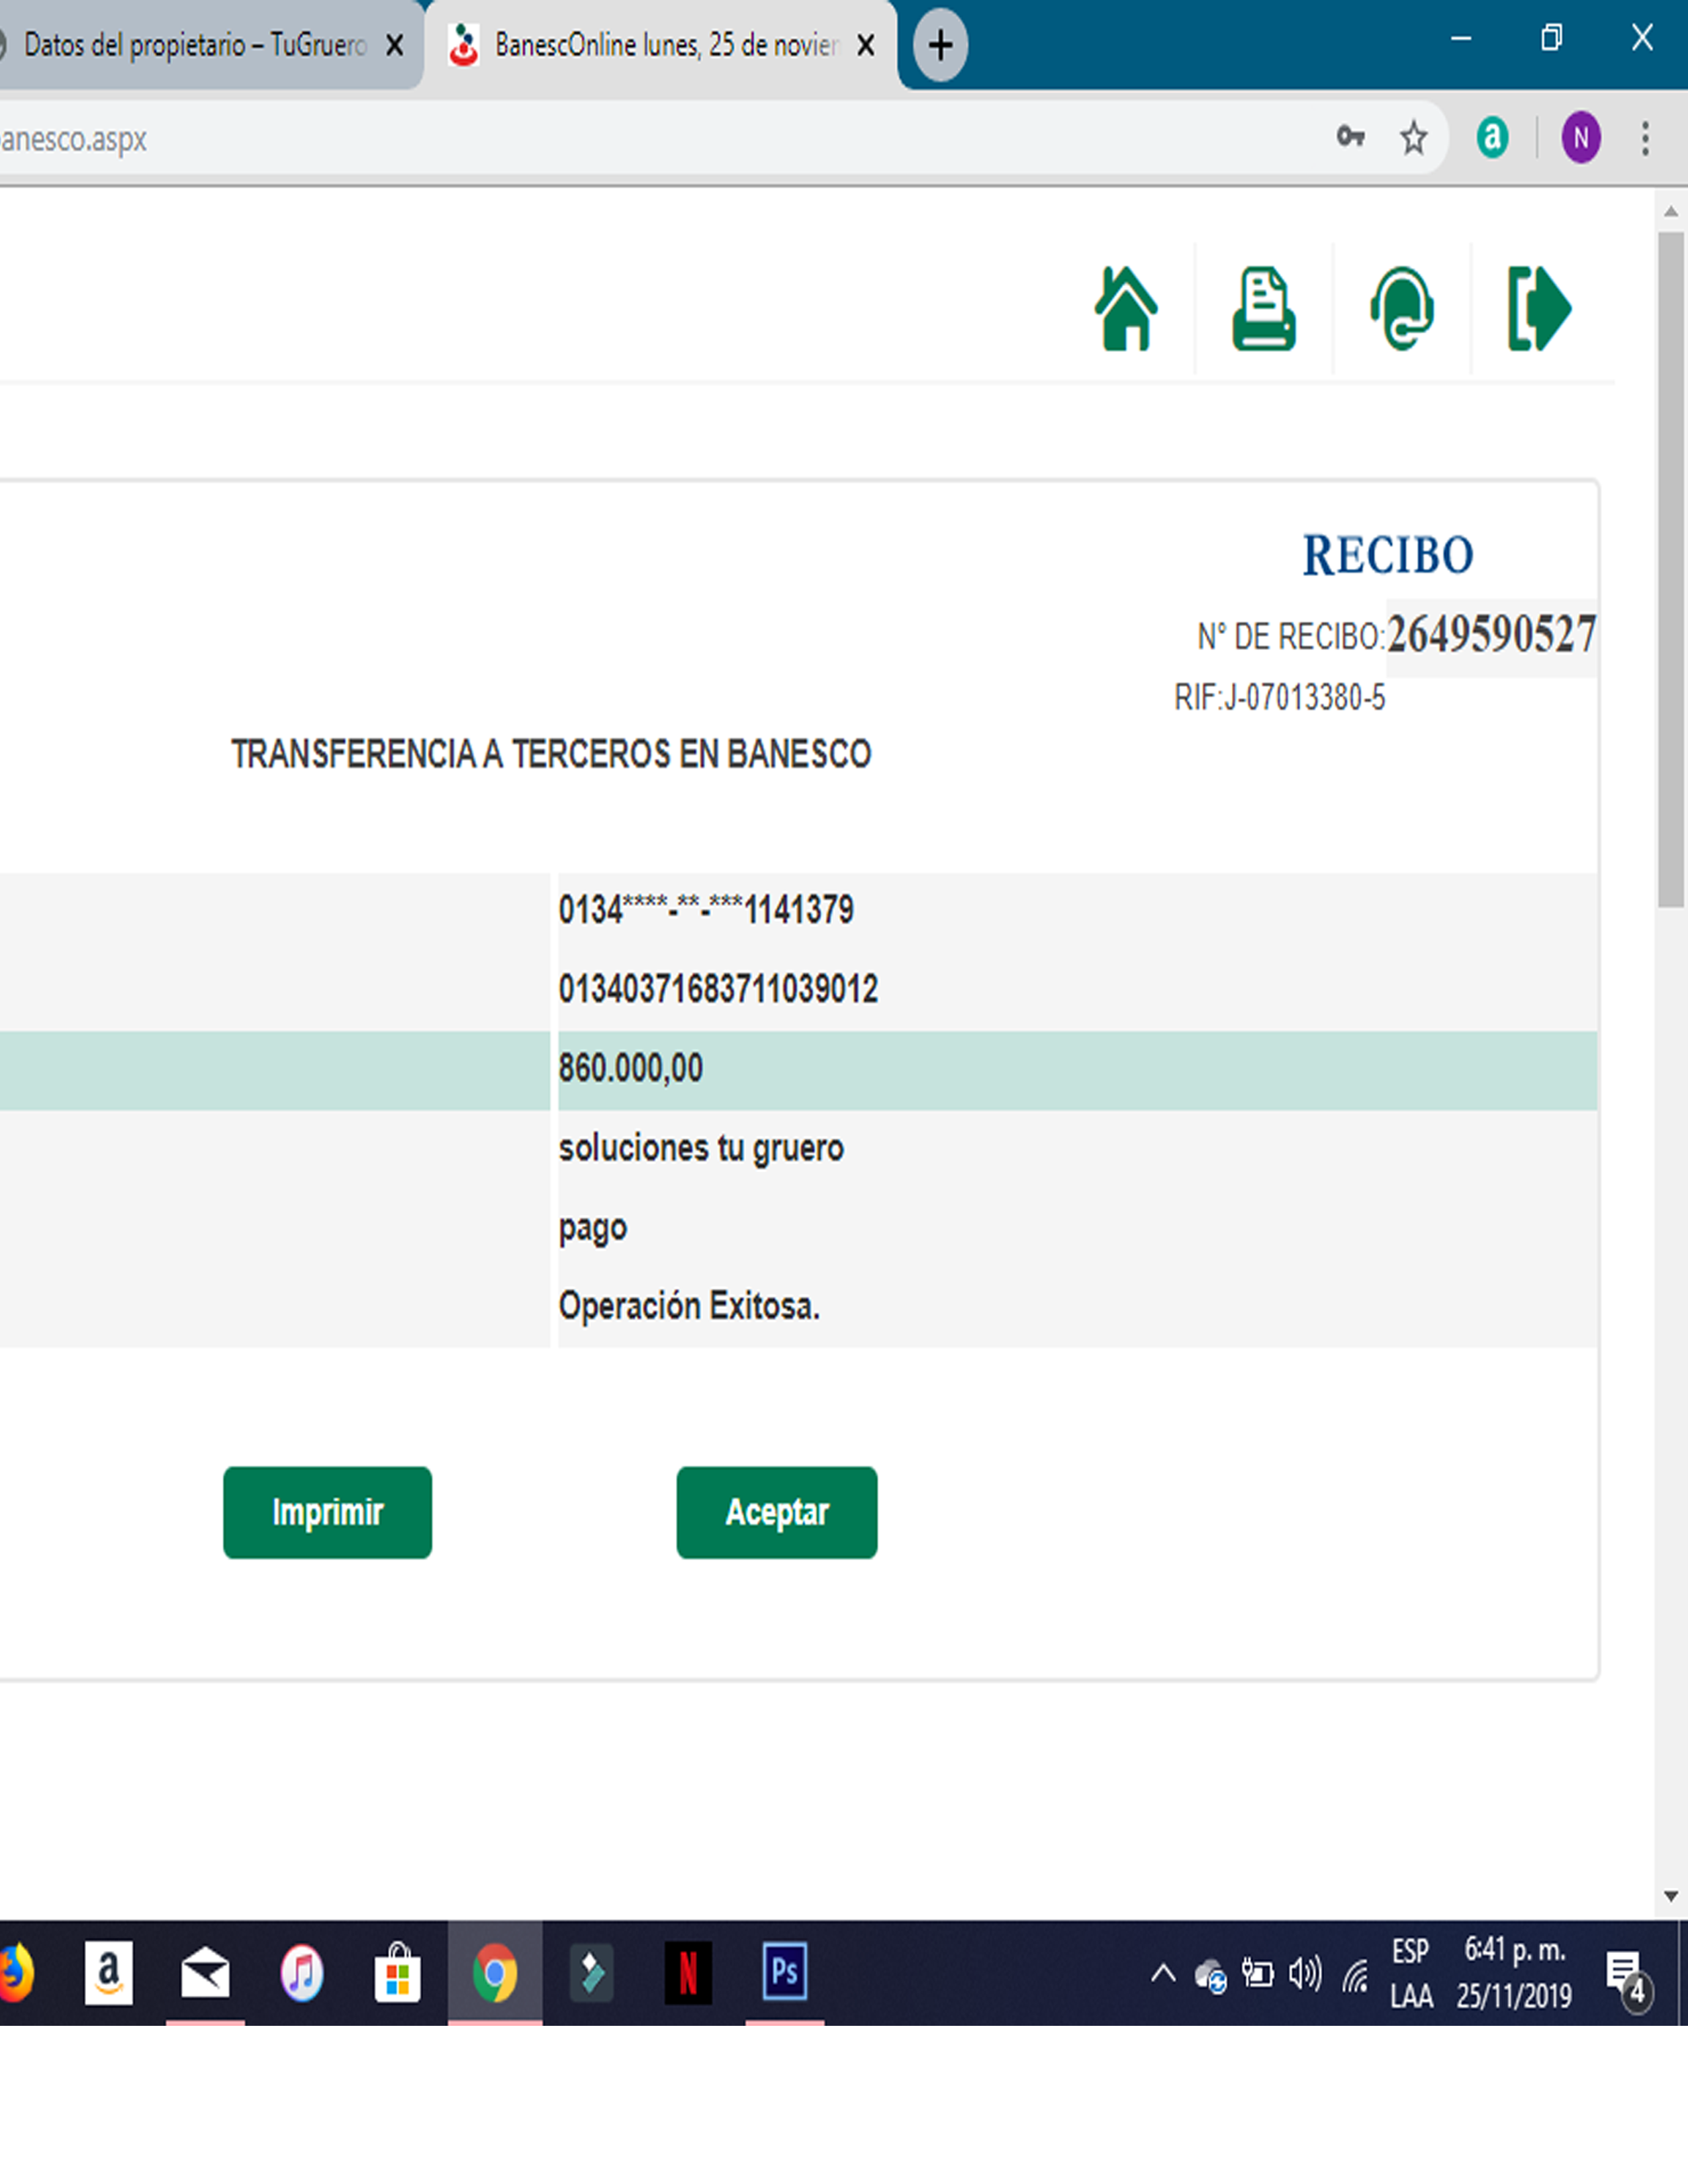 Datos del propietario – TuGruero
BanescOnline lunes, 25 de novier
anesco.aspx
a
N
RECIBO
N° DE RECIBO:2649590527
RIF:J-07013380-5
TRANSFERENCIA A TERCEROS EN BANESCO
0134****-**-***1141379
01340371683711039012
860.000,00
soluciones tu gruero
pago
Operación Exitosa.
Imprimir
Aceptar
a
N
Ps
ESP
LAA
6:41 p. m.
25/11/2019
4